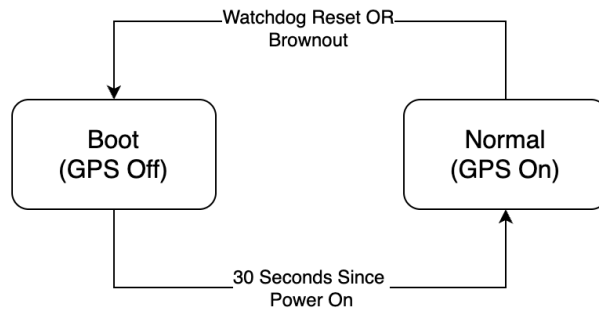 Watchdog Reset OR
Brownout
Boot
(GPS Off)
Normal
(GPS On)
30 Seconds Since
Power On